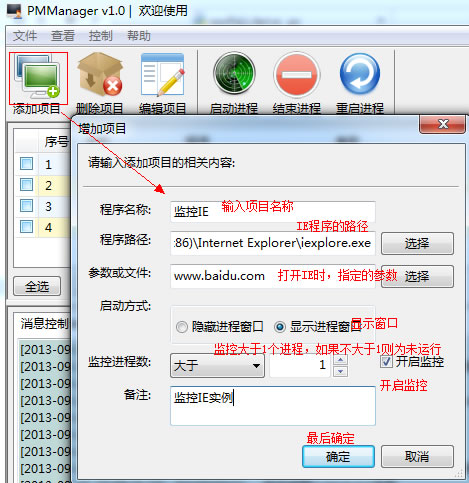 PMManager v1.0 | 欢迎使用
文件 查看 控制 帮助
添加项目 删除项目 编辑项目 启动进程 结束进程 重启进程
序号
1
2
3
4
全选
消息控制
[2013-09
[2013-09
[2013-09
[2013-09
[2013-09
[2013-09
[2013-09
增加项目
请输入添加项目的相关内容:
程序名称: 监控IE 输入项目名称
IE程序的路径
程序路径: 86)\Internet Explorer\iexplore.exe 选择
参数或文件: www.baidu.com 打开IE时，指定的参数 选择
启动方式:
隐藏进程窗口 显示进程窗口 显示窗口
监控大于1个进程，如果不大于1则为未运行
监控进程数: 大于 1 开启监控
开启监控
备注: 监控IE实例
最后确定
确定 取消